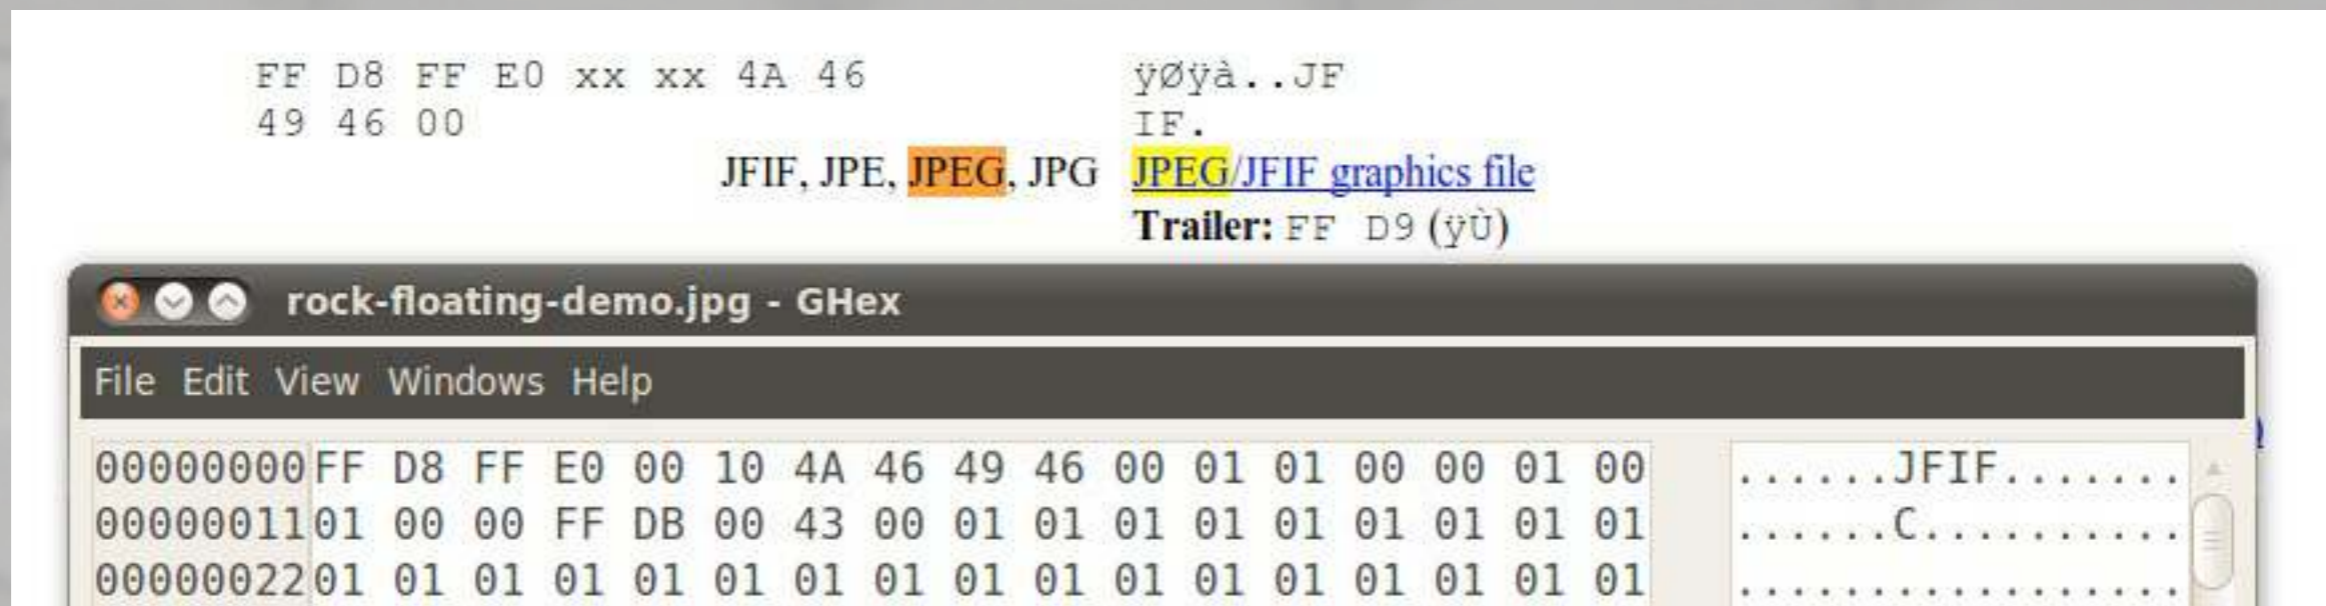 FF D8 FF E0 xx xx 4A 46 ÿØÿà..JF
49 46 00 IF.
JFIF, JPE, JPEG, JPG JPEG/JFIF graphics file
Trailer: FF D9 (ÿÙ)
rock-floating-demo.jpg - GHex
File Edit View Windows Help
00000000 FF D8 FF E0 00 10 4A 46 49 46 00 01 01 00 00 01 00 ......JFIF.......
00000011 01 00 00 FF DB 00 43 00 01 01 01 01 01 01 01 01 01 ......C..........
00000022 01 01 01 01 01 01 01 01 01 01 01 01 01 01 01 01 01 .................